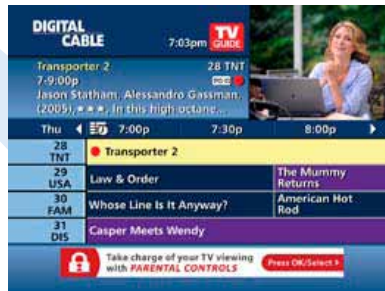 DIGITAL
CABLE
7:03pm
TV
GUIDE
Transporter 2
28 TNT
7-9:00p
PG-13
Jason Statham, Alessandro Gassman.
(2005), ★★★, In this high octane...
Thu
7:00p
7:30p
8:00p
28
TNT
Transporter 2
29
USA
Law & Order
The Mummy
Returns
30
FAM
Whose Line Is It Anyway?
American Hot
Rod
31
DIS
Casper Meets Wendy
Take charge of your TV viewing
with PARENTAL CONTROLS
Press OK/Select